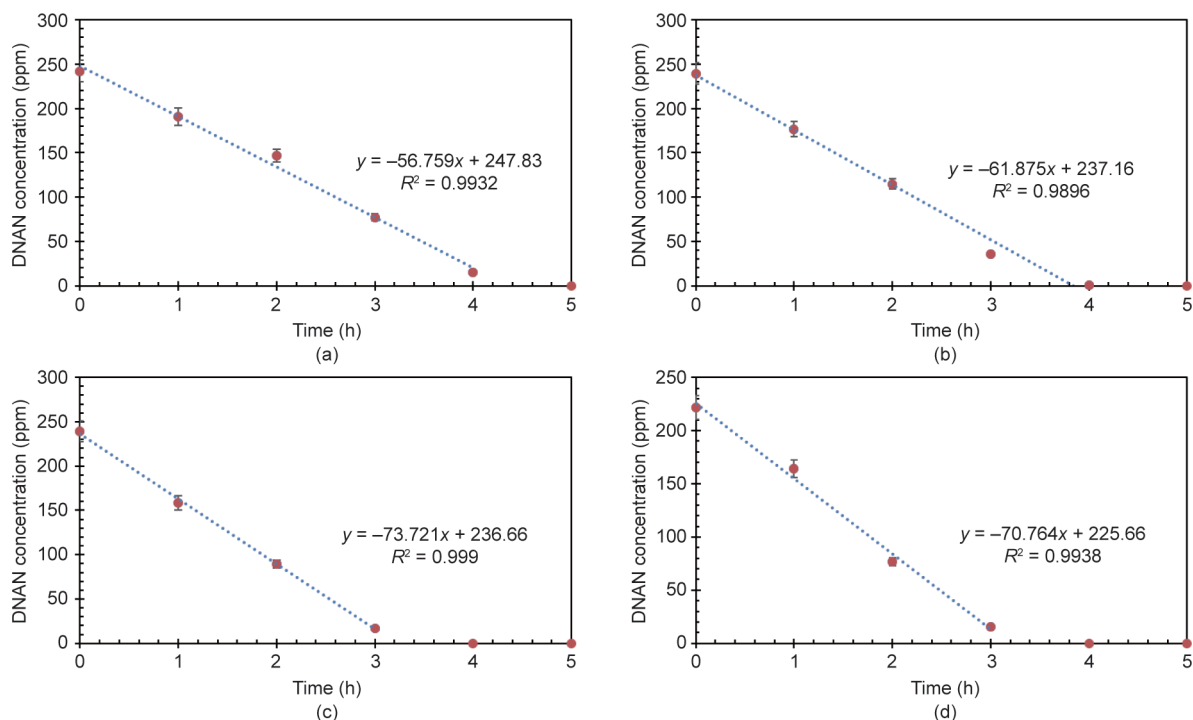 300
250
200
150
100
50
0
DNAN concentration (ppm)
y = –56.759x + 247.83
R² = 0.9932
0 1 2 3 4 5
Time (h)
(a)
300
250
200
150
100
50
0
DNAN concentration (ppm)
y = –61.875x + 237.16
R² = 0.9896
0 1 2 3 4 5
Time (h)
(b)
300
250
200
150
100
50
0
DNAN concentration (ppm)
y = –73.721x + 236.66
R² = 0.999
0 1 2 3 4 5
Time (h)
(c)
250
200
150
100
50
0
DNAN concentration (ppm)
y = –70.764x + 225.66
R² = 0.9938
0 1 2 3 4 5
Time (h)
(d)